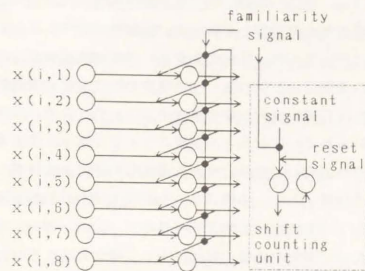 familiarity
signal
x(i,1)
x(i,2)
x(i,3)
x(i,4)
x(i,5)
x(i,6)
x(i,7)
x(i,8)
constant
signal
reset
signal
shift
counting
unit